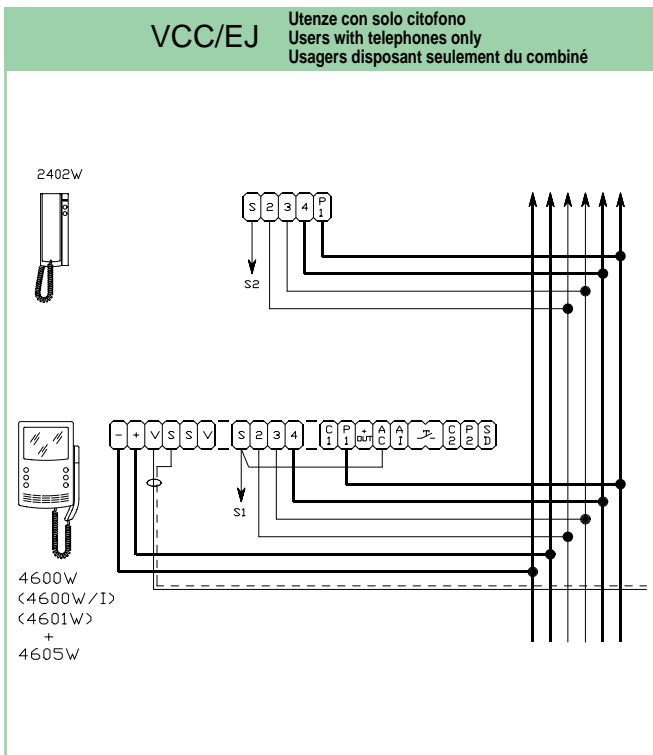 VCC/EJ
Utenze con solo citofono
Users with telephones only
Usagers disposant seulement du combiné
2402W
S 2 3 4 P1
S2
- + V S S V S 2 3 4 C1 P1 +OUT AC AI C2 P2 SD
S1
4600W
(4600W/I)
(4601W)
+
4605W